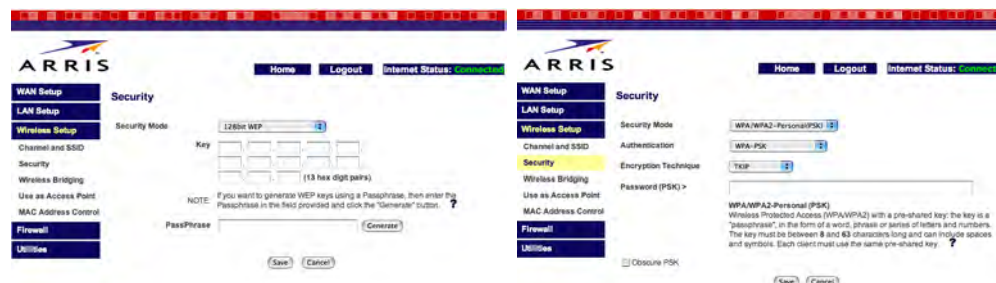 ARRIS
Home Logout Internet Status: Connected
WAN Setup
LAN Setup
Wireless Setup
Channel and SSID
Security
Wireless Bridging
Use as Access Point
MAC Address Control
Firewall
Utilities
Security
Security Mode 128bit WEP
Key
(13 hex digit pairs)
NOTE: If you want to generate WEP keys using a Passphrase, then enter the
Passphrase in the field provided and click the "Generate" button. ?
PassPhrase Generate
Save Cancel
ARRIS
Home Logout Internet Status: Connect
WAN Setup
LAN Setup
Wireless Setup
Channel and SSID
Security
Wireless Bridging
Use as Access Point
MAC Address Control
Firewall
Utilities
Security
Security Mode WPA/WPA2-Personal(PSK)
Authentication WPA-PSK
Encryption Technique TKIP
Password (PSK) >
WPA/WPA2-Personal (PSK)
Wireless Protected Access (WPA/WPA2) with a pre-shared key: the key is a
"passphrase", in the form of a word, phrase or series of letters and numbers.
The key must be between 8 and 63 characters long and can include spaces
and symbols. Each client must use the same pre-shared key. ?
Obscure PSK
Save Cancel